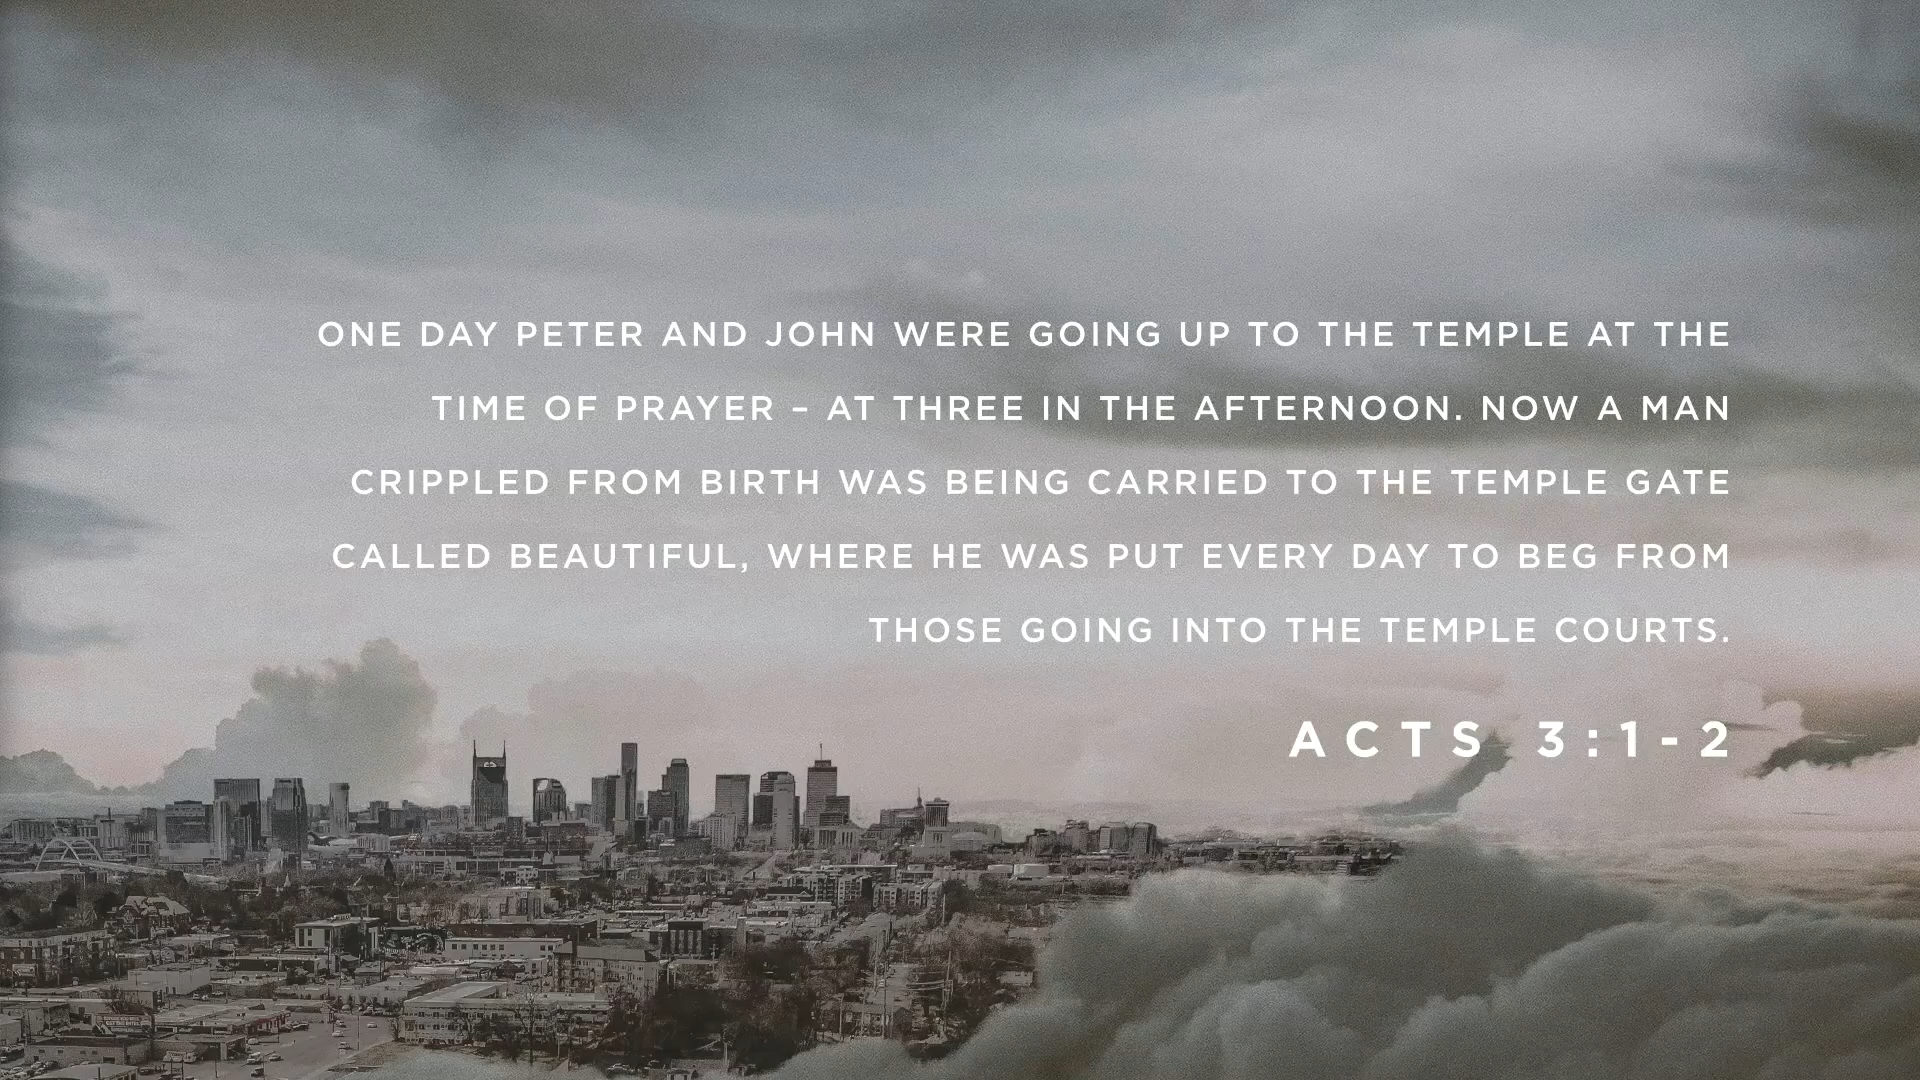 ONE DAY PETER AND JOHN WERE GOING UP TO THE TEMPLE AT THE
TIME OF PRAYER – AT THREE IN THE AFTERNOON. NOW A MAN
CRIPPLED FROM BIRTH WAS BEING CARRIED TO THE TEMPLE GATE
CALLED BEAUTIFUL, WHERE HE WAS PUT EVERY DAY TO BEG FROM
THOSE GOING INTO THE TEMPLE COURTS.
ACTS 3:1-2